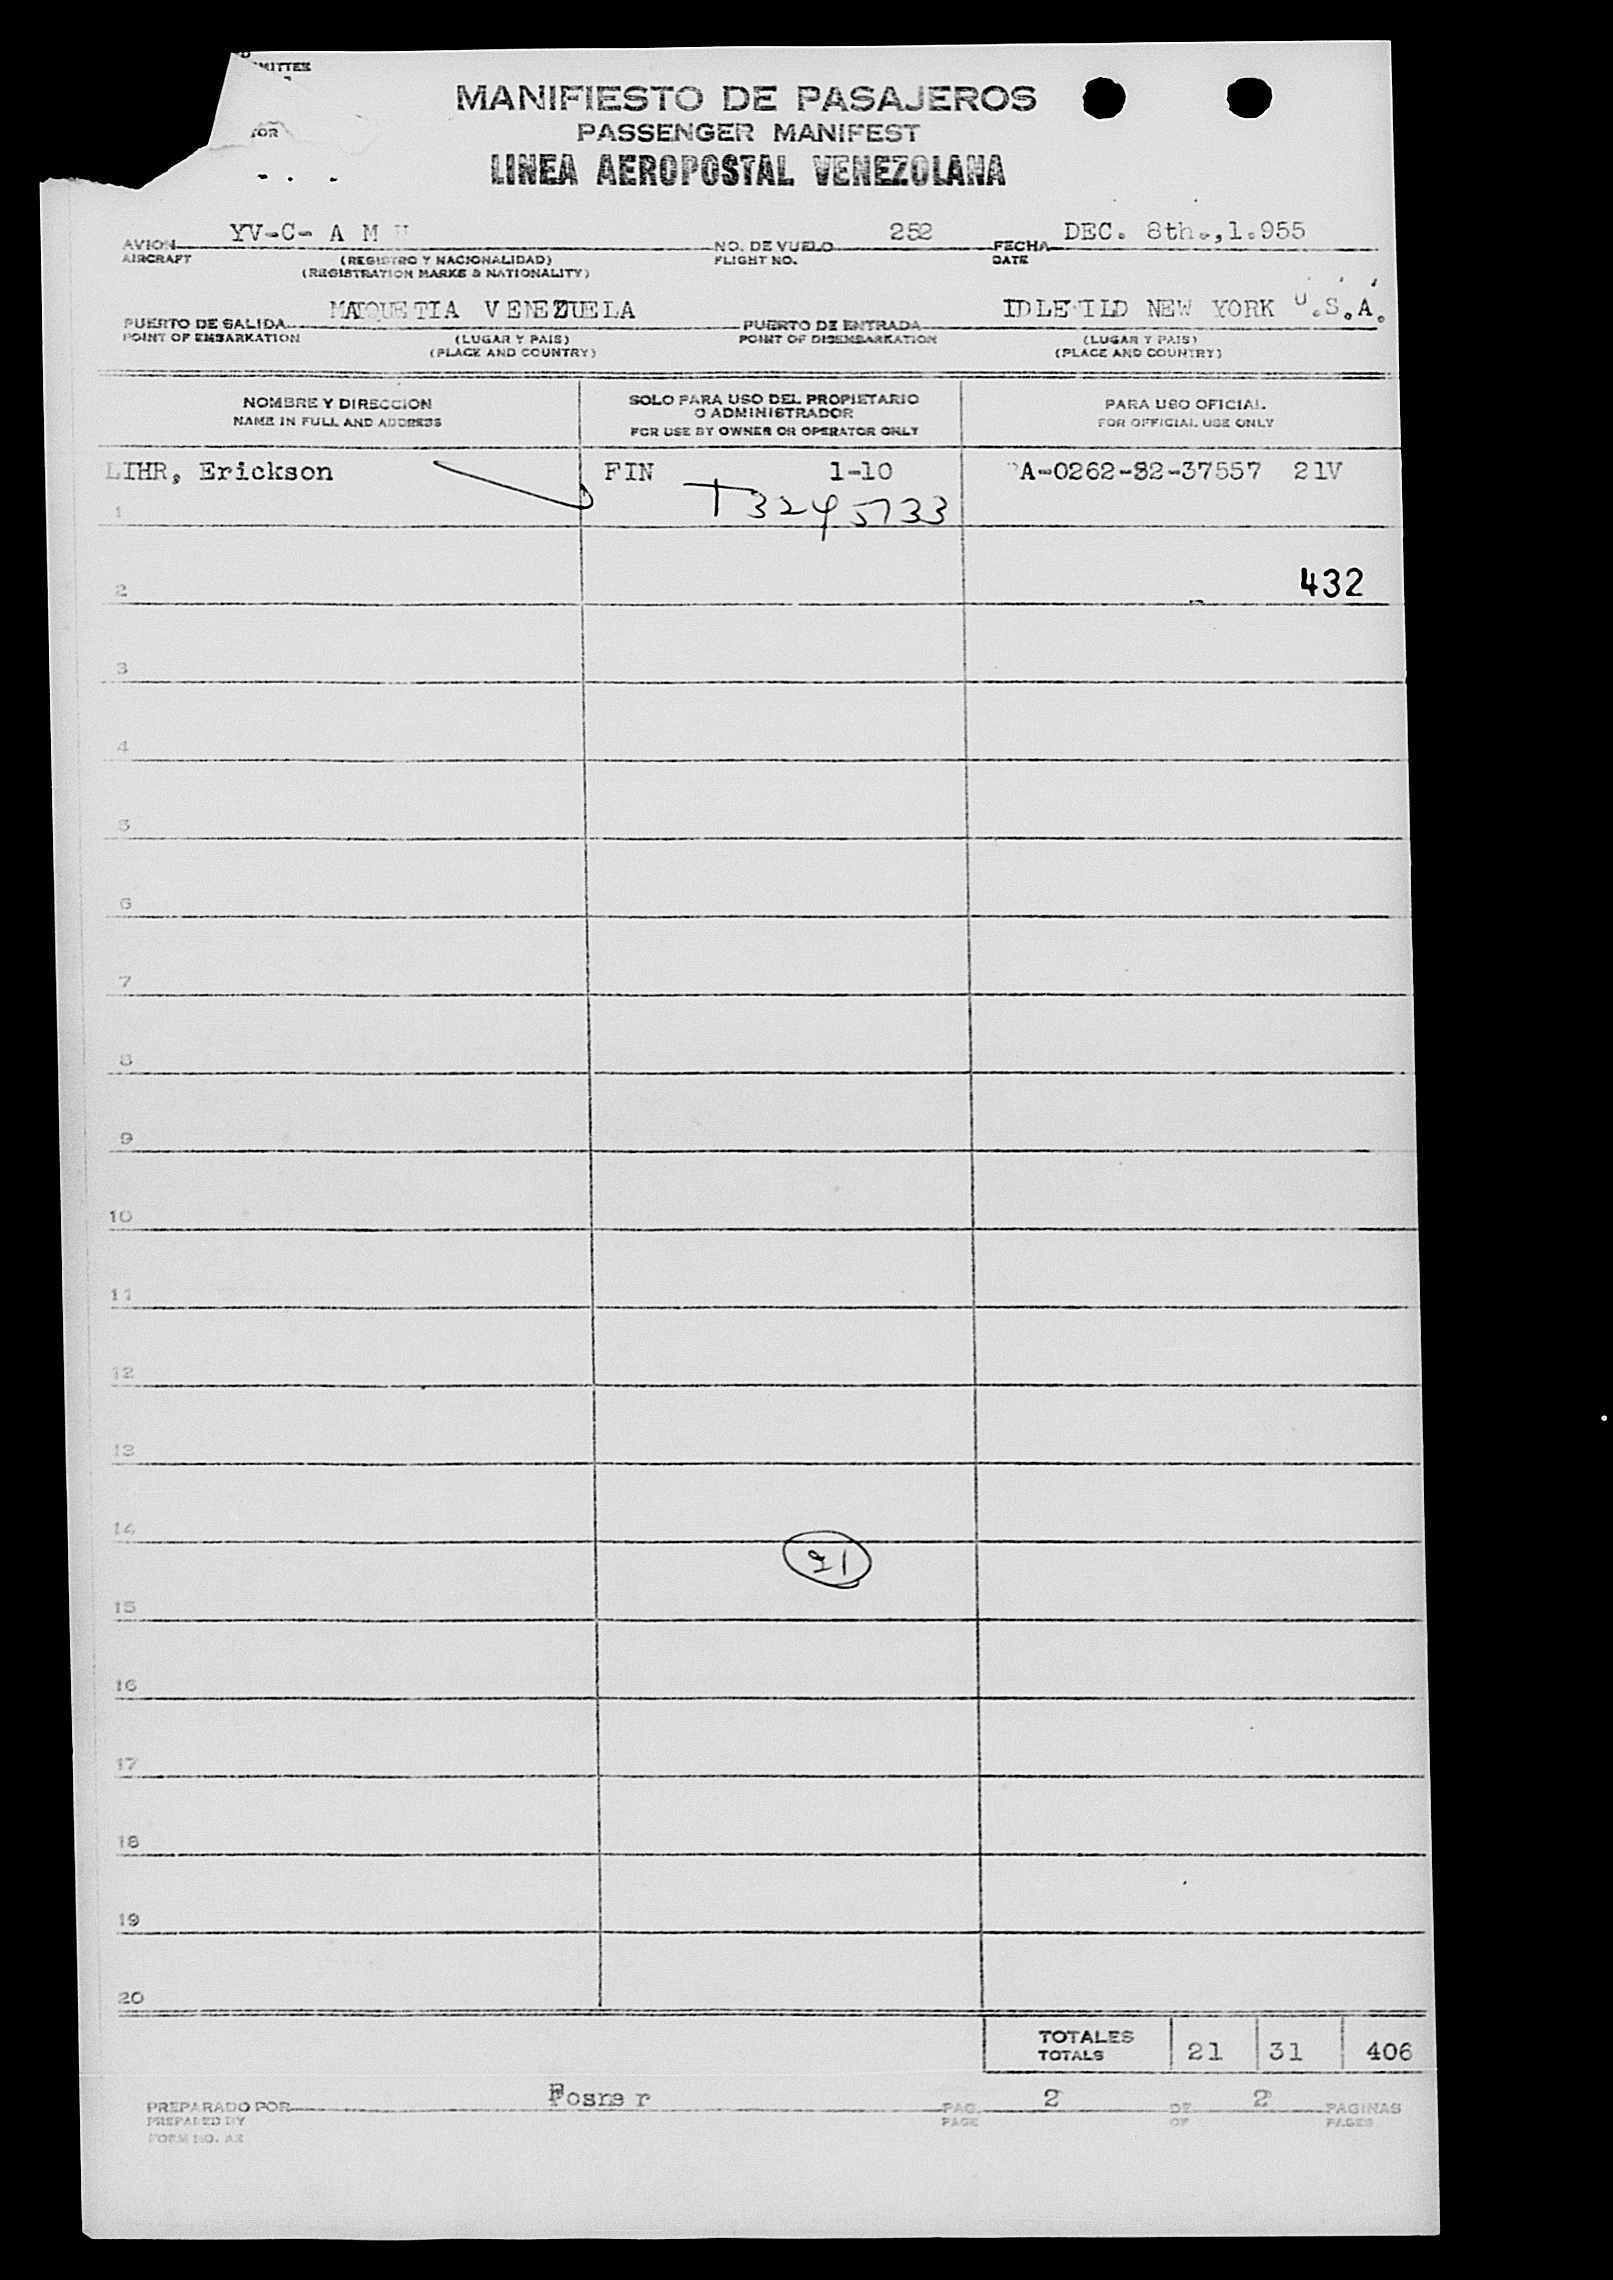 MITTEE
MANIFIESTO DE PASAJEROS
PASSENGER MANIFEST
LINEA AEROPOSTAL VENEZOLANA
AVION YV-C- A M NO. DE VUELO 252 FECHA DEC. 8th.,1.955
AIRCRAFT (REGISTRO Y NACIONALIDAD) FLIGHT NO. DATE
(REGISTRATION MARKS & NATIONALITY)
PUERTO DE SALIDA MAIQUETIA VENEZUELA PUERTO DE ENTRADA IDLEWILD NEW YORK U.S.A.
POINT OF EMBARKATION (LUGAR Y PAIS) POINT OF DISEMBARKATION (LUGAR Y PAIS)
(PLACE AND COUNTRY) (PLACE AND COUNTRY)
NOMBRE Y DIRECCION SOLO PARA USO DEL PROPIETARIO PARA USO OFICIAL
O ADMINISTRADOR
NAME IN FULL AND ADDRESS FOR USE BY OWNER OR OPERATOR ONLY FOR OFFICIAL USE ONLY
LIHR, Erickson FIN 1-10 A-0262-82-37557 21V
1 T3245733
2 432
3
4
5
6
7
8
9
10
11
12
13
14
21
15
16
17
18
19
20
TOTALES 21 31 406
TOTALS
PREPARADO POR Posner PAG. 2 DE 2 PAGINAS
PREPARED BY PAGE OF PAGES
FORM NO.